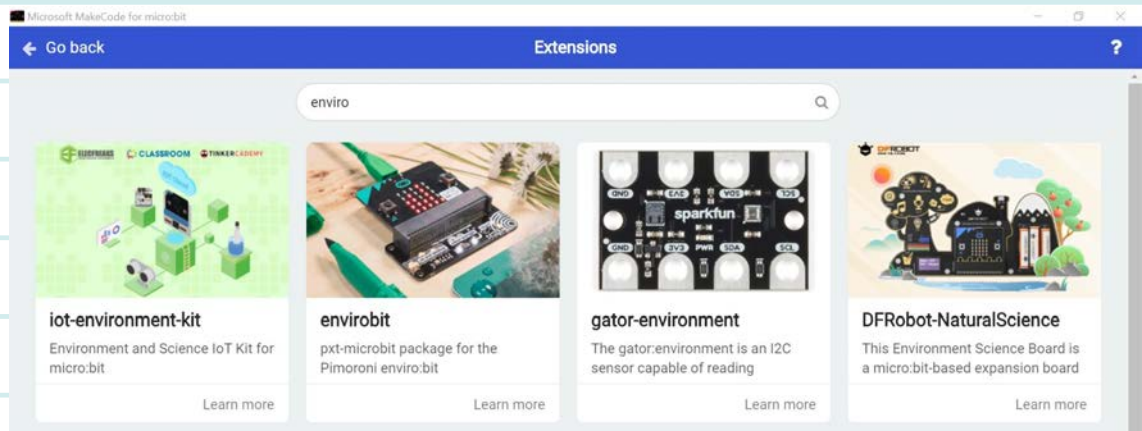 Microsoft MakeCode for micro:bit
Go back
Extensions
?
enviro
ELECFREAKS CLASSROOM TINKERCADEMY
iot-environment-kit
Environment and Science IoT Kit for
micro:bit
Learn more
envirobit
pxt-microbit package for the
Pimoroni enviro:bit
Learn more
GND 3V3 SDA SCL
sparkfun
GND 3V3 PWR SDA SCL
gator-environment
The gator:environment is an I2C
sensor capable of reading
Learn more
DFROBOT
DFRobot-NaturalScience
This Environment Science Board is
a micro:bit-based expansion board
Learn more